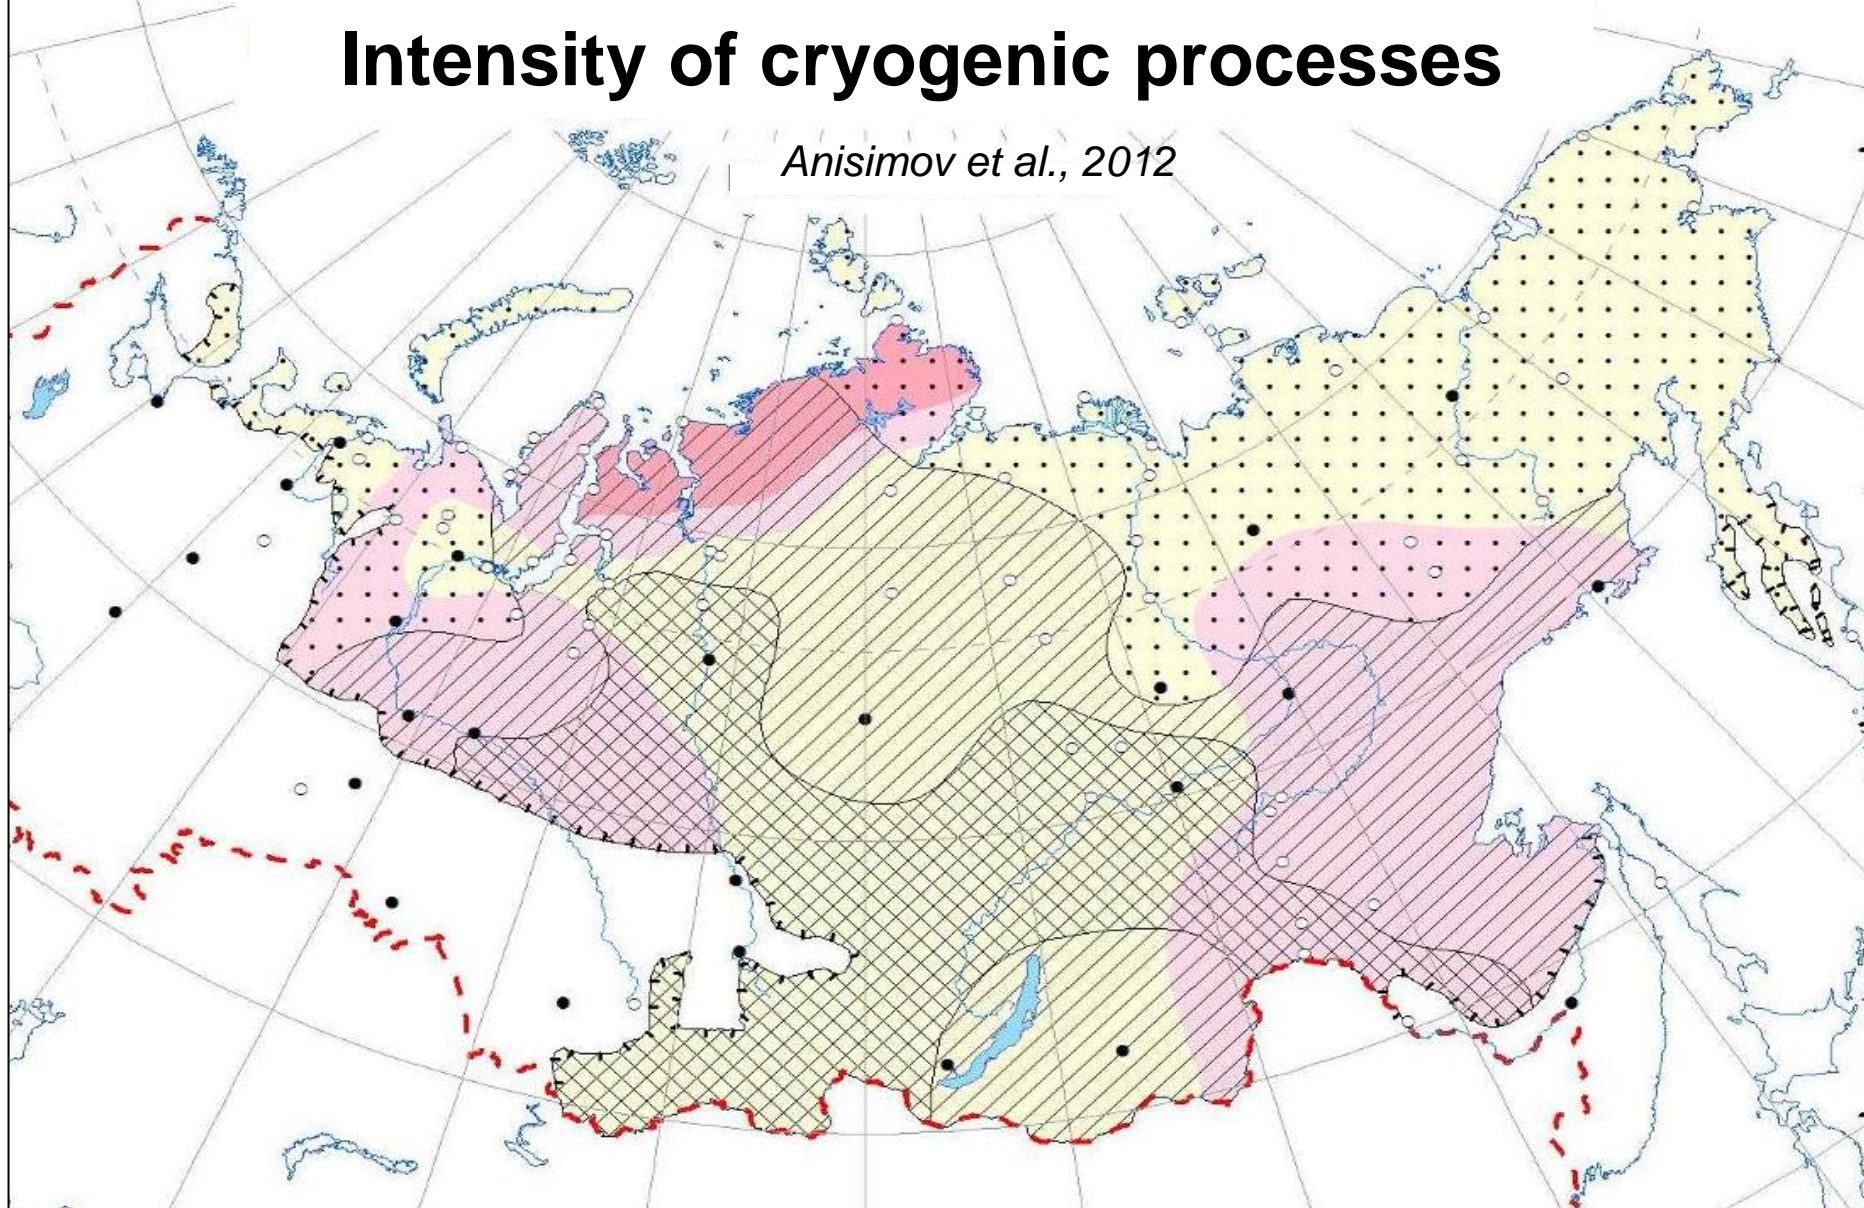 Intensity of cryogenic processes
Anisimov et al., 2012